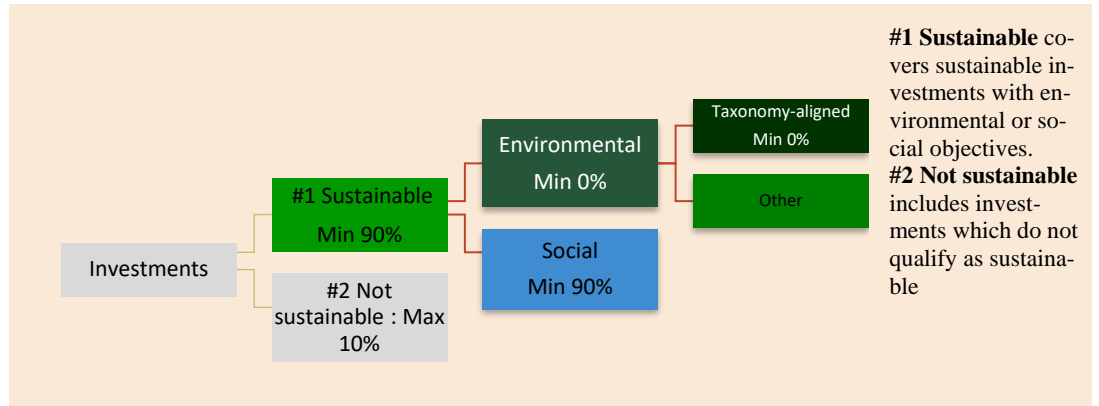 Investments
#1 Sustainable
Min 90%
#2 Not
sustainable : Max
10%
Environmental
Min 0%
Social
Min 90%
Taxonomy-aligned
Min 0%
Other
#1 Sustainable co-
vers sustainable in-
vestments with en-
vironmental or so-
cial objectives.
#2 Not sustainable
includes invest-
ments which do not
qualify as sustaina-
ble